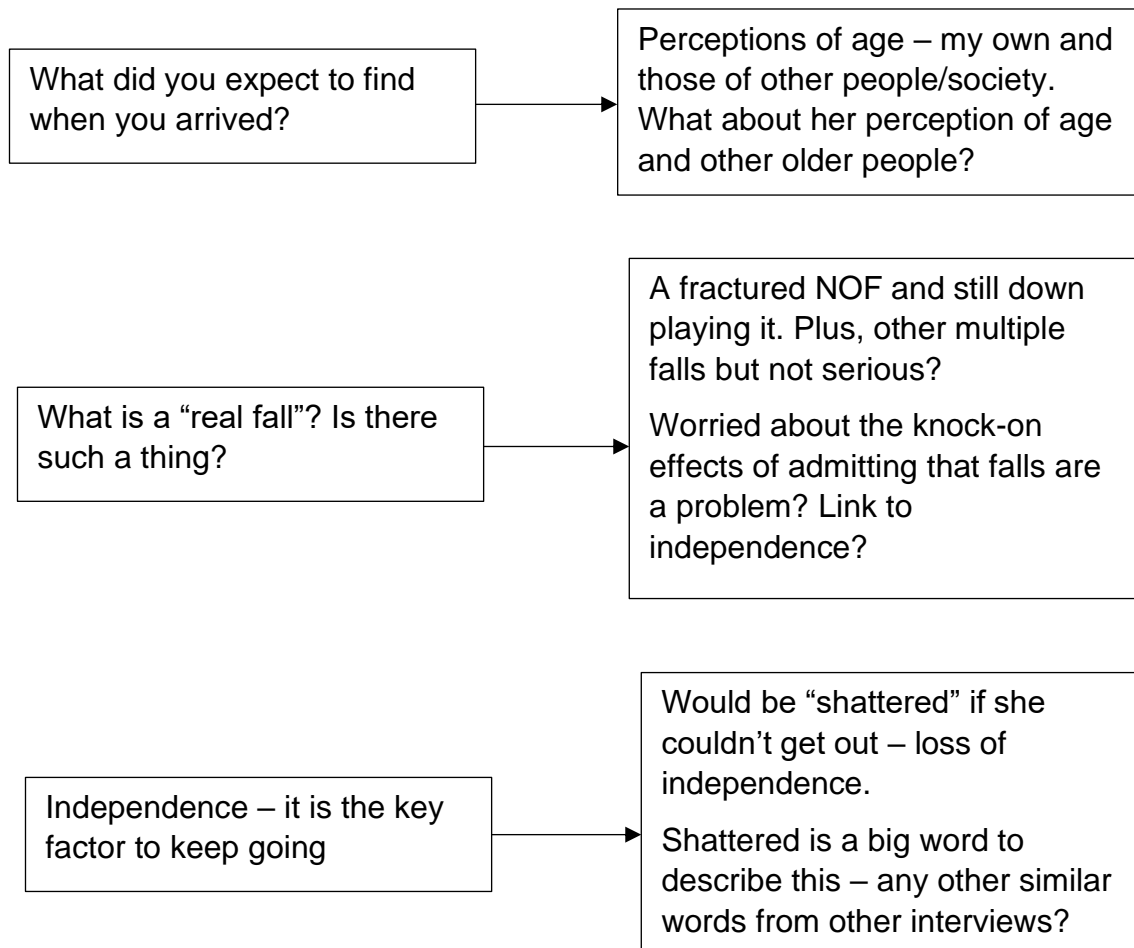 What did you expect to find
when you arrived?
Perceptions of age – my own and
those of other people/society.
What about her perception of age
and other older people?
What is a “real fall”? Is there
such a thing?
A fractured NOF and still down
playing it. Plus, other multiple
falls but not serious?
Worried about the knock-on
effects of admitting that falls are
a problem? Link to
independence?
Independence – it is the key
factor to keep going
Would be “shattered” if she
couldn’t get out – loss of
independence.
Shattered is a big word to
describe this – any other similar
words from other interviews?